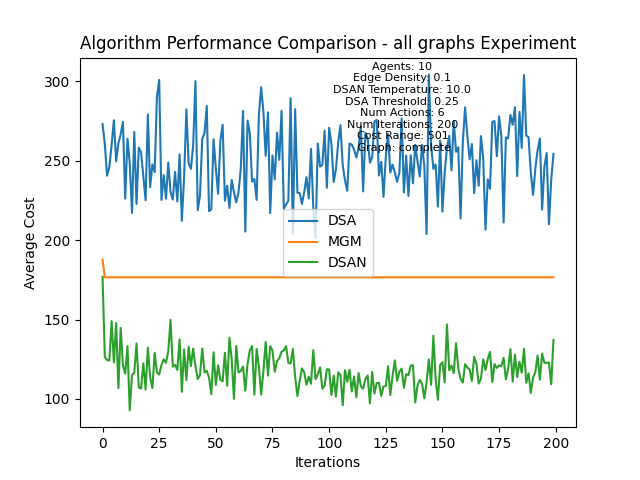 Algorithm Performance Comparison - all graphs Experiment
Agents: 10
Edge Density: 0.1
DSAN Temperature: 10.0
DSA Threshold: 0.25
Num Actions: 6
Num Iterations: 200
Cost Range: 501
Graph: complete
Average Cost
300
250
200
150
100
DSA
MGM
DSAN
0
25
50
75
100
125
150
175
200
Iterations